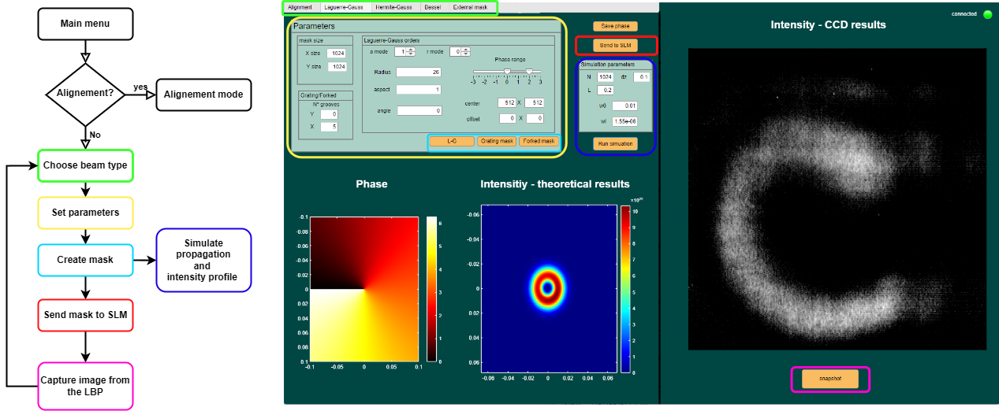 Main menu
Alignement?
yes
Alignement mode
No
Choose beam type
Set parameters
Create mask
Simulate
propagation
and
intensity profile
Send mask to SLM
Capture image from
the LBP
Alignment
Laguerre-Gauss
Hermite-Gauss
Bessel
External mask
Parameters
mask size
X size 1024
Y size 1024
Grating/Forked
N° grooves
Y 0
X 5
Laguerre-Gauss orders
a mode 1 r mode 0
Radius 26
aspect 1
angle 0
Phase range
-3 -2 -1 0 1 2 3
center 512 X 512
offset 0 X 0
L-G
Grating mask
Forked mask
Save phase
Send to SLM
Simulation parameters
N 1024 dz 0.1
L 0.2
w0 0.01
wl 1.55e-06
Run simuation
Phase
-0.1
-0.08
-0.06
-0.04
-0.02
0
0.02
0.04
0.06
0.08
0.1
-0.1 -0.05 0 0.05 0.1
6
5
4
3
2
1
0
Intensitiy - theoretical results
-0.06
-0.04
-0.02
0
0.02
0.04
0.06
-0.06 -0.04 -0.02 0 0.02 0.04 0.06
10
9
8
7
6
5
4
3
2
1
0
connected
Intensity - CCD results
snapshot